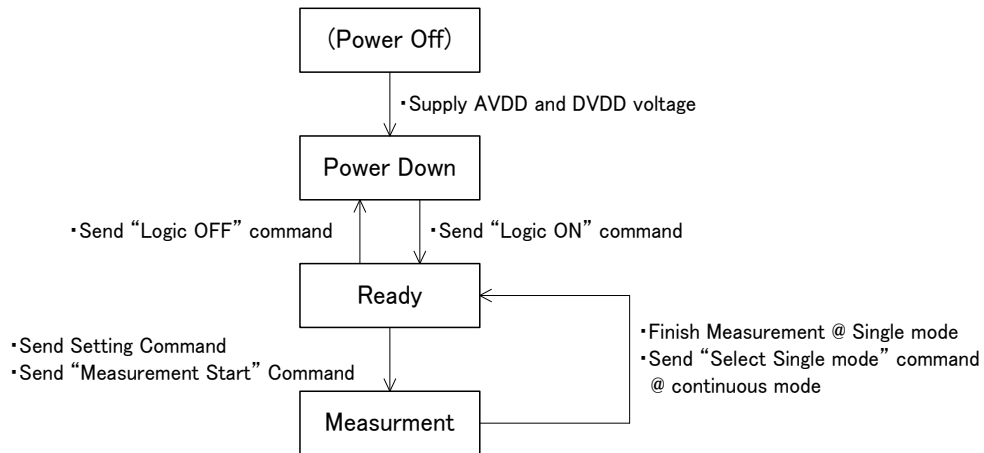 (Power Off)
・Supply AVDD and DVDD voltage
Power Down
・Send “Logic OFF” command
・Send “Logic ON” command
Ready
・Send Setting Command
・Send “Measurement Start” Command
・Finish Measurement @ Single mode
・Send “Select Single mode” command
@ continuous mode
Measurment